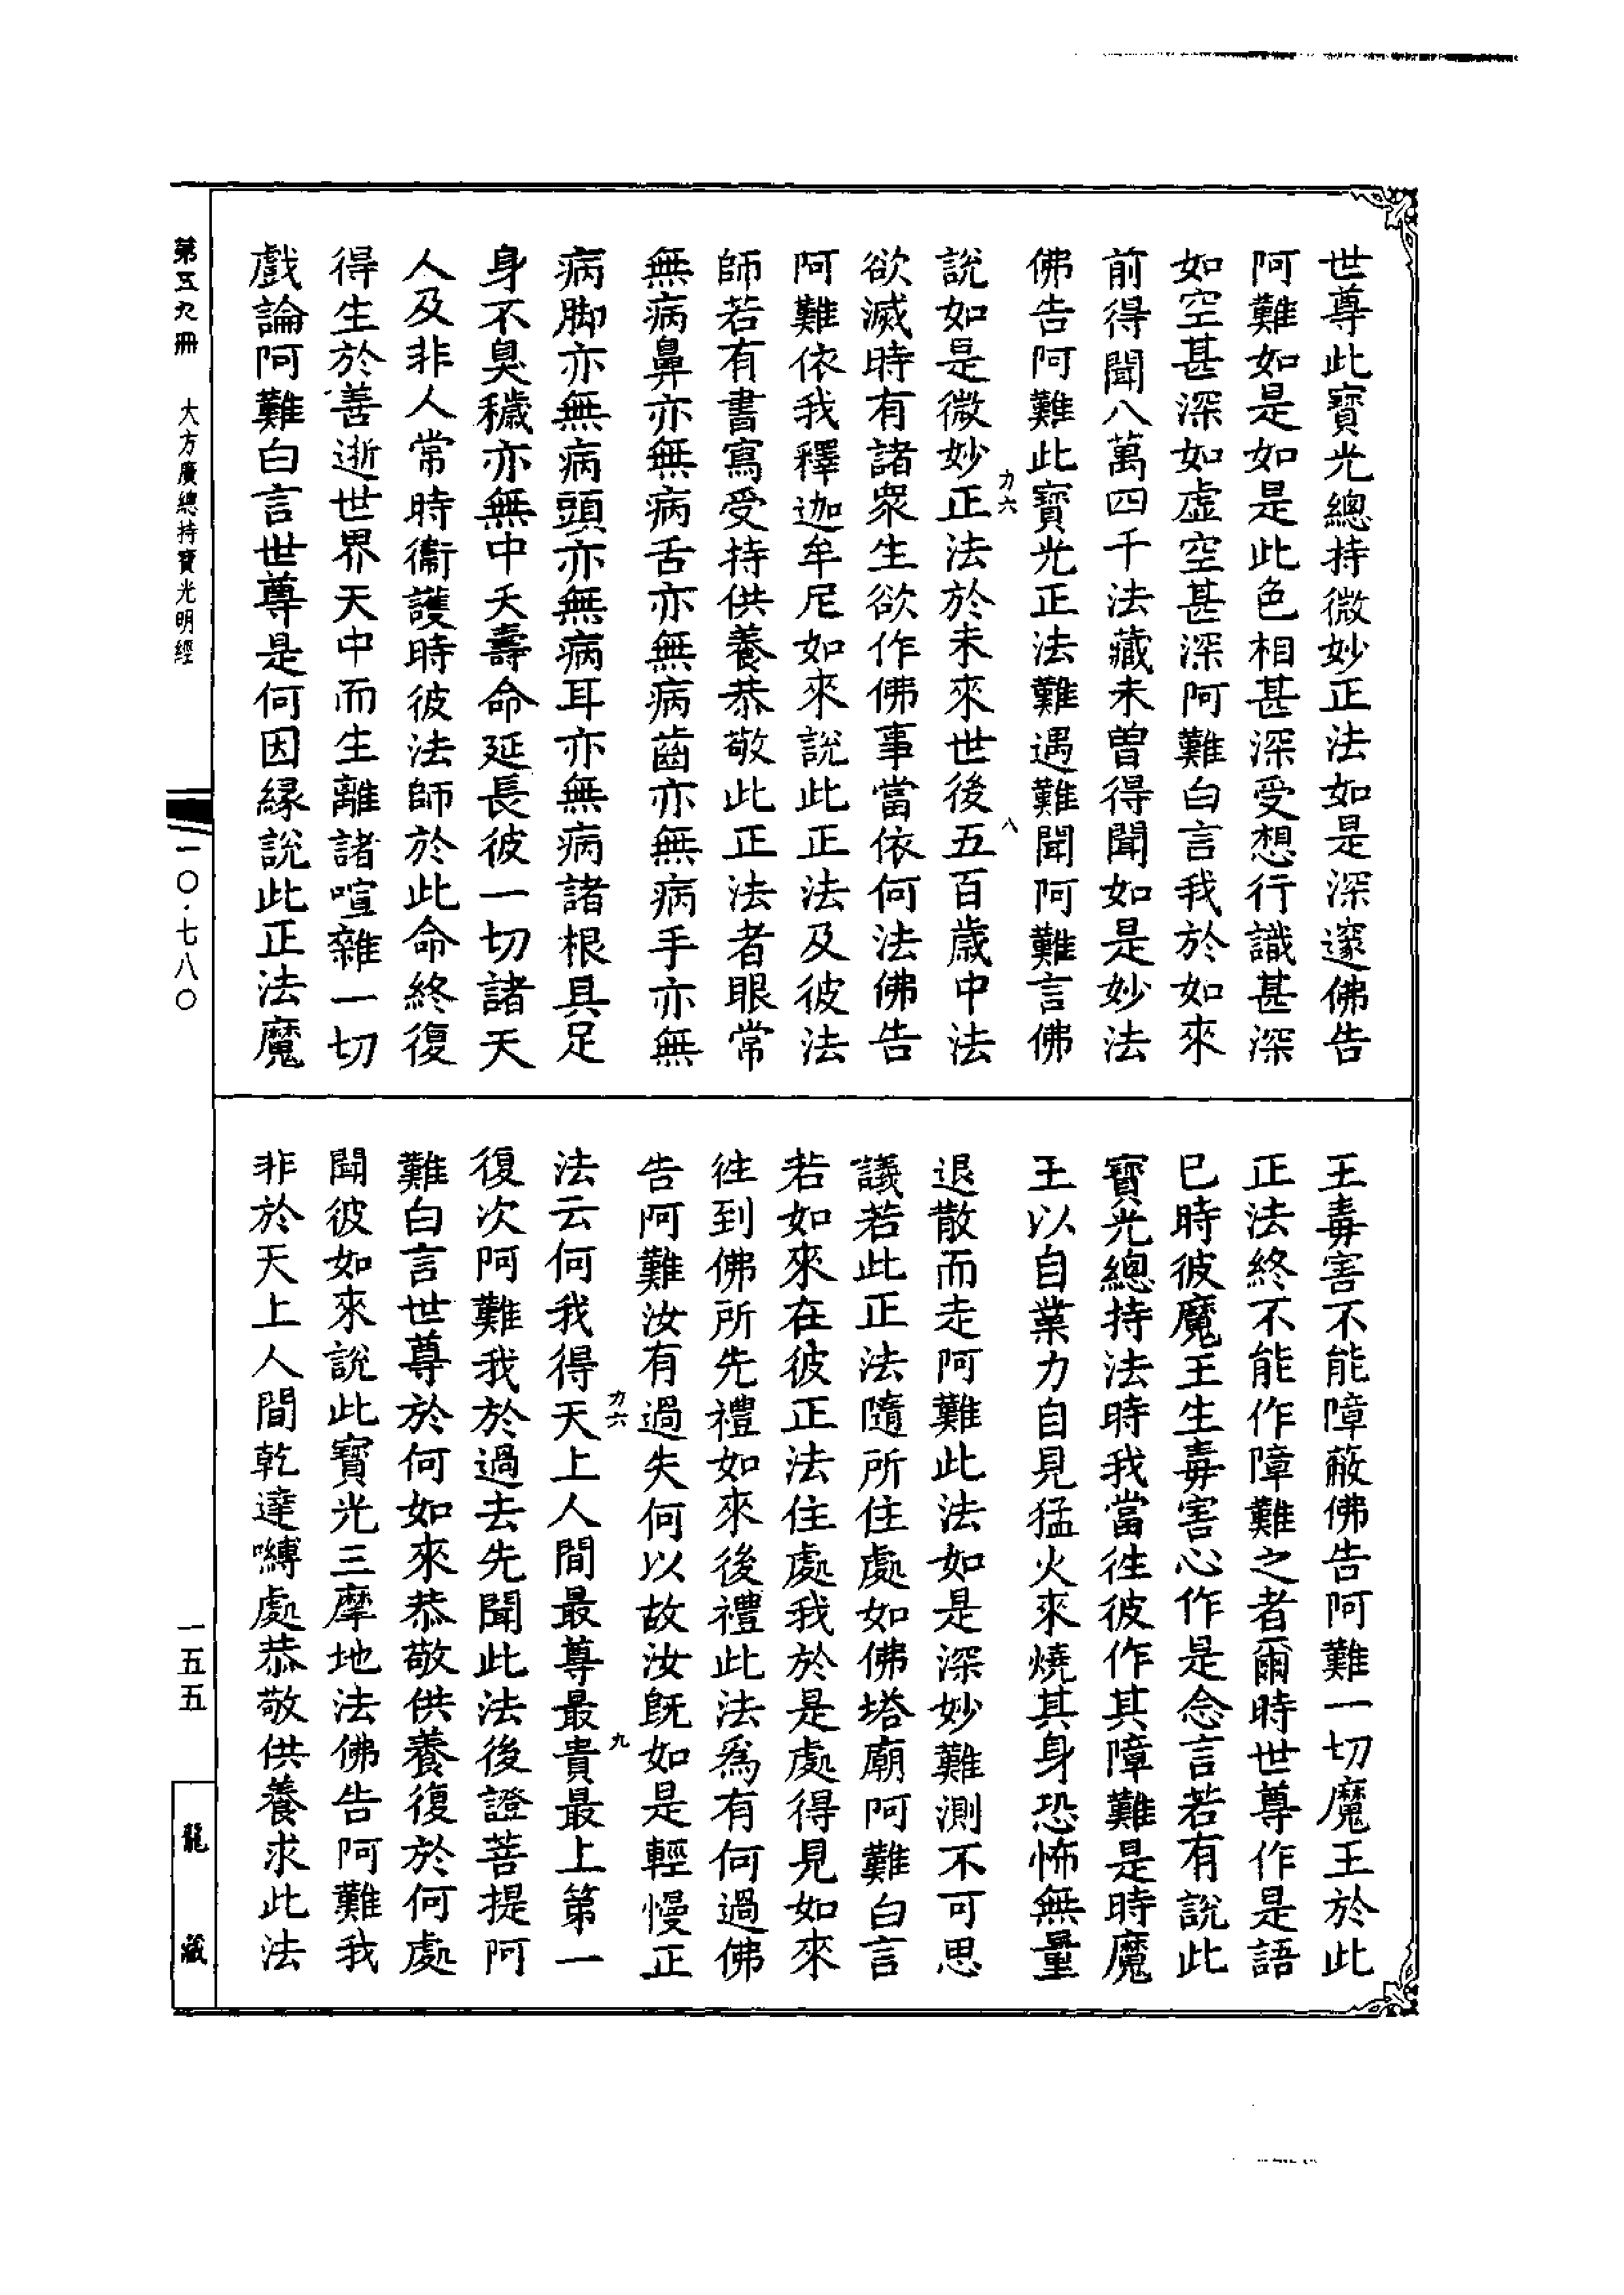 世尊此寶光總持微妙正法如是深邃佛告
阿難如是如是此色相甚深受想行識甚深
如空甚深如虛空甚深阿難白言我於如來
前得聞八萬四千法藏未曾得聞如是妙法
佛告阿難此寶光正法難遇難聞阿難言佛
力六
八
說如是微妙正法於未來世後五百歲中法
欲滅時有諸眾生欲作佛事當依何法佛告
阿難依我釋迦牟尼如來說此正法及彼法
師若有書寫受持供養恭敬此正法者眼常
無病鼻亦無病舌亦無病齒亦無病手亦無
病脚亦無病頭亦無病耳亦無病諸根具足
身不臭穢亦無中夭壽命延長彼一切諸天
人及非人常時衞護時彼法師於此命終復
得生於善逝世界天中而生離諸喧雜一切
戲論阿難白言世尊是何因緣說此正法魔
王毒害不能障蔽佛告阿難一切魔王於此
正法終不能作障難之者爾時世尊作是語
已時彼魔王生毒害心作是念言若有說此
寶光總持法時我當往彼作其障難是時魔
王以自業力自見猛火來燒其身恐怖無量
退散而走阿難此法如是深妙難測不可思
議若此正法隨所住處如佛塔廟阿難白言
若如來在彼正法住處我於是處得見如來
徃到佛所先禮如來後禮此法爲有何過佛
告阿難汝有過失何以故汝既如是輕慢正
力六
九
法云何我得天上人間最尊最貴最上第一
復次阿難我於過去先聞此法後證菩提阿
難白言世尊於何如來恭敬供養復於何處
聞彼如來說此寶光三摩地法佛告阿難我
非於天上人間乾達嚩處恭敬供養求此法
第五九冊　大方廣總持寶光明經
一〇·七八〇
一五五
龍藏